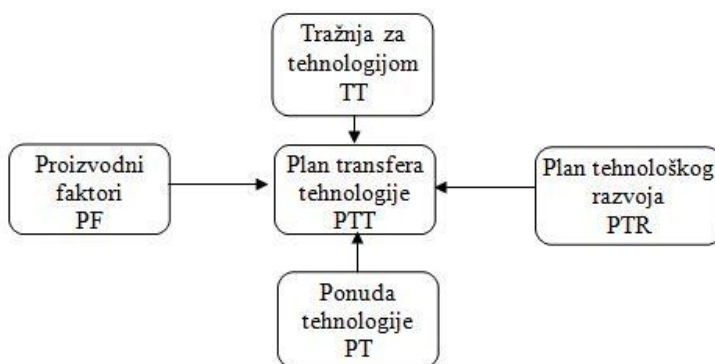 Tražnja za
tehnologijom
TT
Proizvodni
faktori
PF
Plan transfera
tehnologije
PTT
Plan tehnološkog
razvoja
PTR
Ponuda
tehnologije
PT